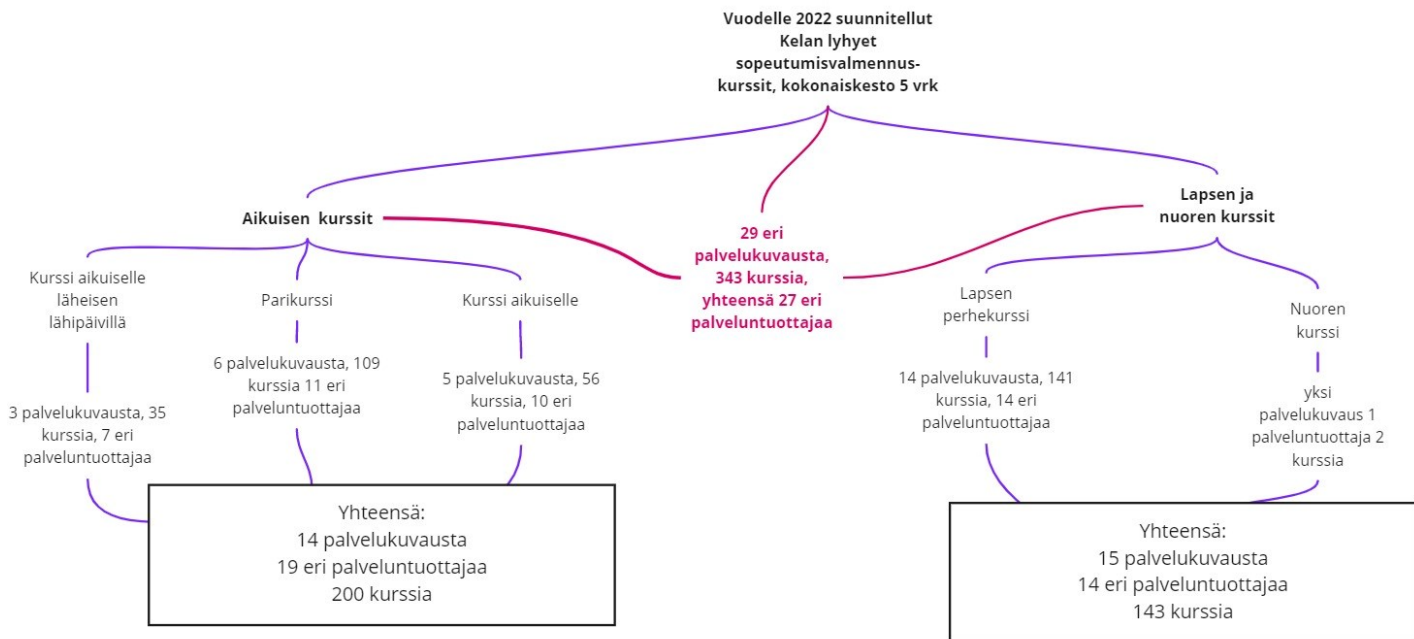 Vuodelle 2022 suunnitellut
Kelan lyhyet
sopeutumisvalmennus-
kurssit, kokonaiskesto 5 vrk
Aikuisen kurssit
Lapsen ja
nuoren kurssit
29 eri
palvelukuvausta,
343 kurssia,
yhteensä 27 eri
palveluntuottajaa
Kurssi aikuiselle
läheisen
lähipäivillä
Parikurssi
Kurssi aikuiselle
Lapsen
perhekurssi
Nuoren
kurssi
3 palvelukuvausta, 35
kurssia, 7 eri
palveluntuottajaa
6 palvelukuvausta, 109
kurssia 11 eri
palveluntuottajaa
5 palvelukuvausta, 56
kurssia, 10 eri
palveluntuottajaa
14 palvelukuvausta, 141
kurssia, 14 eri
palveluntuottajaa
yksi
palvelukuvaus 1
palveluntuottaja 2
kurssia
Yhteensä:
14 palvelukuvausta
19 eri palveluntuottajaa
200 kurssia
Yhteensä:
15 palvelukuvausta
14 eri palveluntuottajaa
143 kurssia